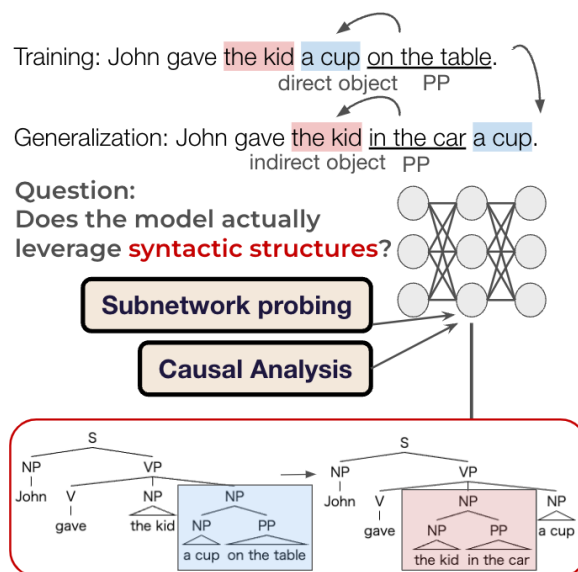 Training: John gave the kid a cup on the table.
direct object PP
Generalization: John gave the kid in the car a cup.
indirect object PP
Question:
Does the model actually
leverage syntactic structures?
Subnetwork probing
Causal Analysis
S
NP VP
John V NP NP
gave the kid NP PP
a cup on the table
S
NP VP
John V NP NP
gave NP PP a cup
the kid in the car